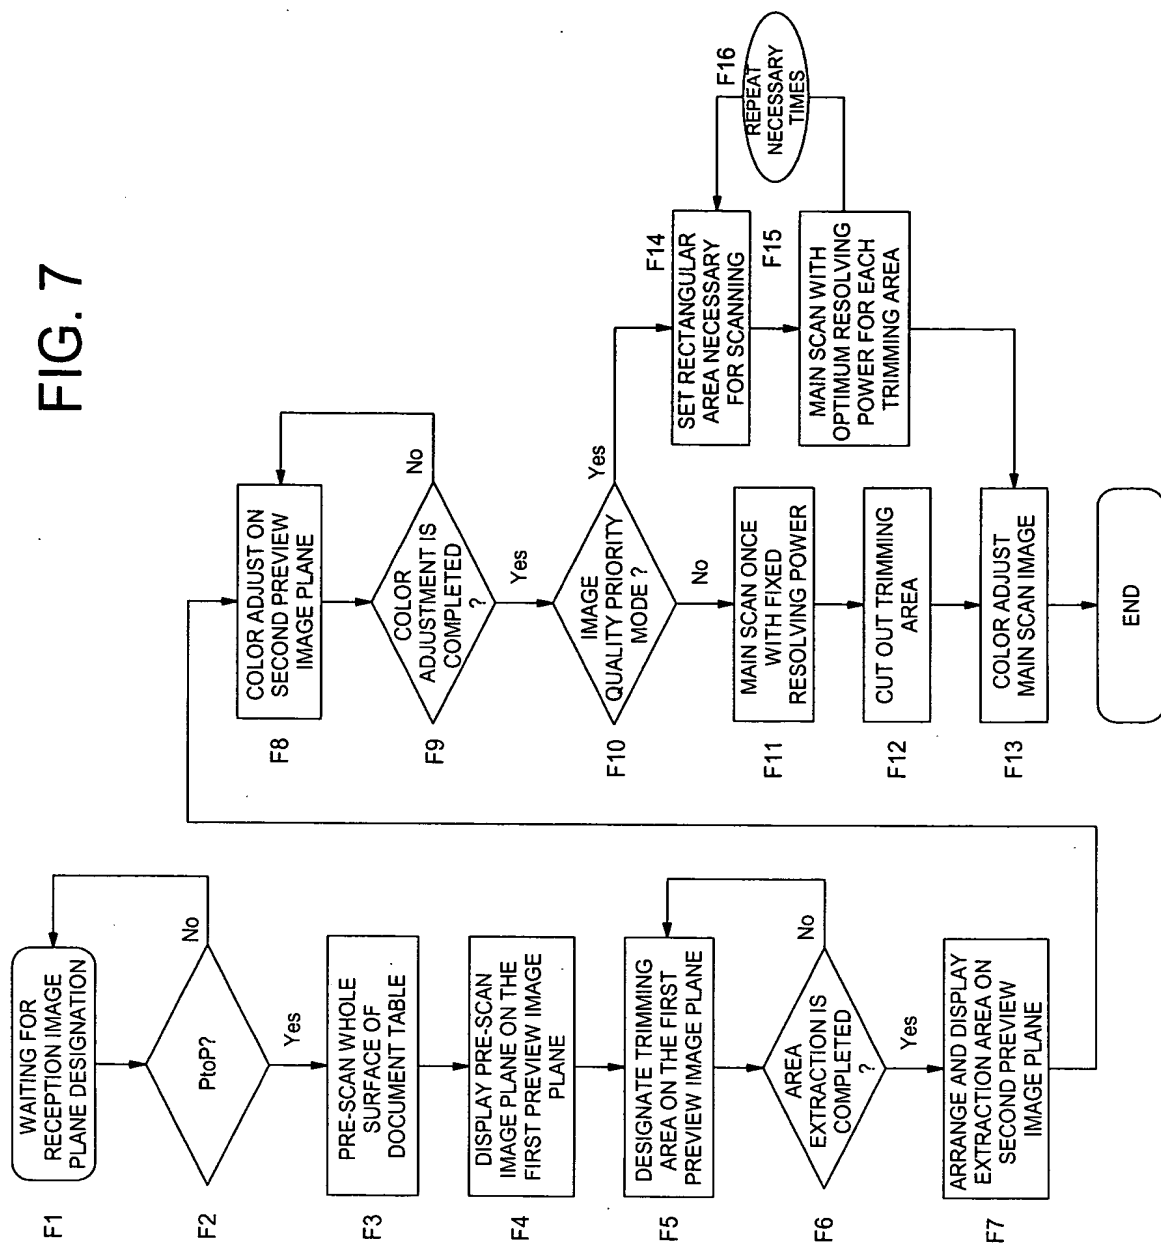 FIG. 7
WAITING FOR
RECEPTION IMAGE
PLANE DESIGNATION
F1
PtoP?
No
Yes
F2
PRE-SCAN WHOLE
SURFACE OF
DOCUMENT TABLE
F3
DISPLAY PRE-SCAN
IMAGE PLANE ON THE
FIRST PREVIEW IMAGE
PLANE
F4
DESIGNATE TRIMMING
AREA ON THE FIRST
PREVIEW IMAGE PLANE
F5
AREA
EXTRACTION IS
COMPLETED
?
No
Yes
F6
ARRANGE AND DISPLAY
EXTRACTION AREA ON
SECOND PREVIEW
IMAGE PLANE
F7
COLOR ADJUST ON
SECOND PREVIEW
IMAGE PLANE
F8
COLOR
ADJUSTMENT IS
COMPLETED
?
No
Yes
F9
IMAGE
QUALITY PRIORITY
MODE ?
Yes
No
F10
MAIN SCAN ONCE
WITH FIXED
RESOLVING POWER
F11
CUT OUT TRIMMING
AREA
F12
COLOR ADJUST
MAIN SCAN IMAGE
F13
END
F14
SET RECTANGULAR
AREA NECESSARY
FOR SCANNING
F15
MAIN SCAN WITH
OPTIMUM RESOLVING
POWER FOR EACH
TRIMMING AREA
F16
REPEAT
NECESSARY
TIMES